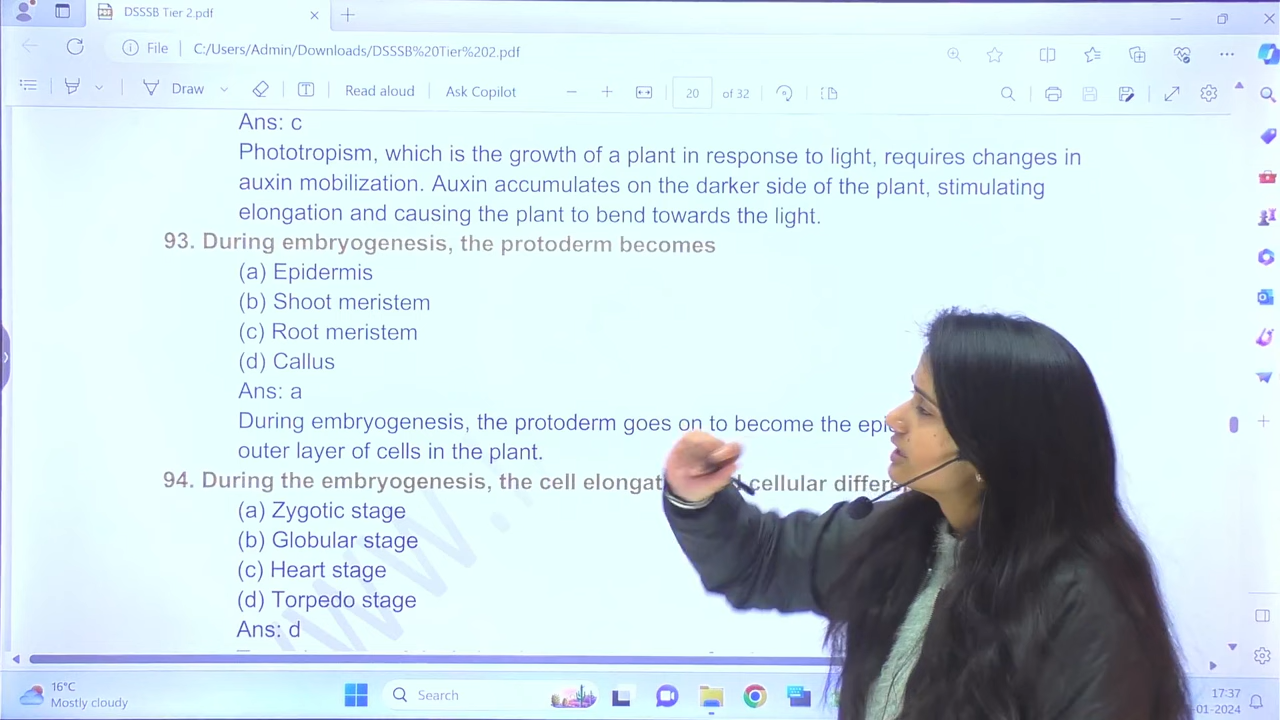 DSSSB Tier 2.pdf
File
C:/Users/Admin/Downloads/DSSSB%20Tier%202.pdf
Draw
Read aloud
Ask Copilot
20 of 32
Ans: c
Phototropism, which is the growth of a plant in response to light, requires changes in
auxin mobilization. Auxin accumulates on the darker side of the plant, stimulating
elongation and causing the plant to bend towards the light.
93. During embryogenesis, the protoderm becomes
(a) Epidermis
(b) Shoot meristem
(c) Root meristem
(d) Callus
Ans: a
During embryogenesis, the protoderm goes on to become the
outer layer of cells in the plant.
94. During the embryogenesis, the cell cellular
(a) Zygotic stage
(b) Globular stage
(c) Heart stage
(d) Torpedo stage
Ans: d
16°C
Mostly cloudy
Search
17:37
-01-2024